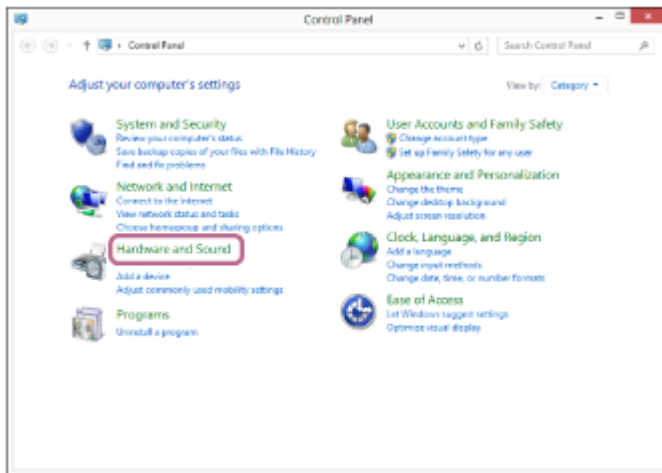 Control Panel
Control Panel
Search Control Panel
Adjust your computer's settings
View by: Category
System and Security
Review your computer's status
Save backup copies of your files with File History
Find and fix problems
Network and Internet
Connect to the Internet
View network status and tasks
Choose homegroup and sharing options
Hardware and Sound
Add a device
Adjust commonly used mobility settings
Programs
Uninstall a program
User Accounts and Family Safety
Change account type
Set up Family Safety for any user
Appearance and Personalization
Change the theme
Change desktop background
Adjust screen resolution
Clock, Language, and Region
Add a language
Change input methods
Change date, time, or number formats
Ease of Access
Let Windows suggest settings
Optimize visual display